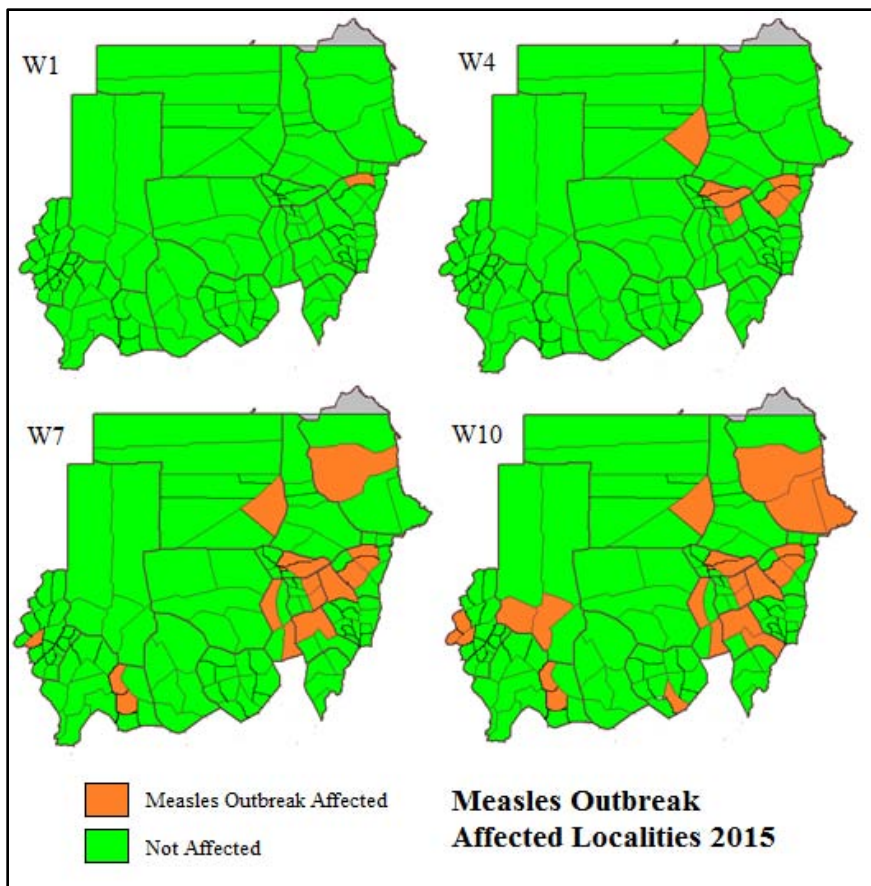 W1
W4
W7
W10
Measles Outbreak Affected
Not Affected
Measles Outbreak
Affected Localities 2015